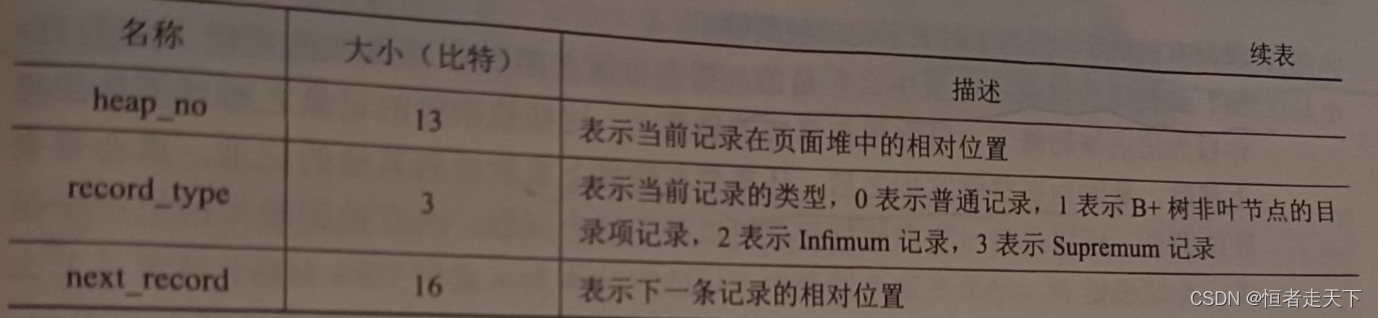 续表
名称 大小（比特） 描述
heap_no 13 表示当前记录在页面堆中的相对位置
record_type 3 表示当前记录的类型，0 表示普通记录，1 表示 B+ 树非叶节点的目
录项记录，2 表示 Infimum 记录，3 表示 Supremum 记录
next_record 16 表示下一条记录的相对位置
CSDN @恒者走天下